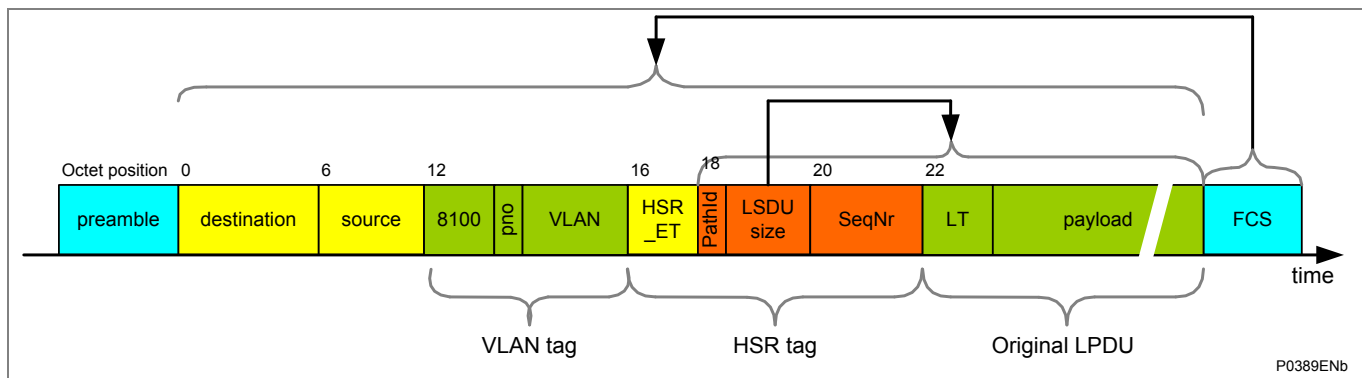 Octet position 0 6 12 16 18 20 22
preamble destination source 8100 pno VLAN HSR _ET PathId LSDU size SeqNr LT payload FCS
time
VLAN tag HSR tag Original LPDU
P0389ENb